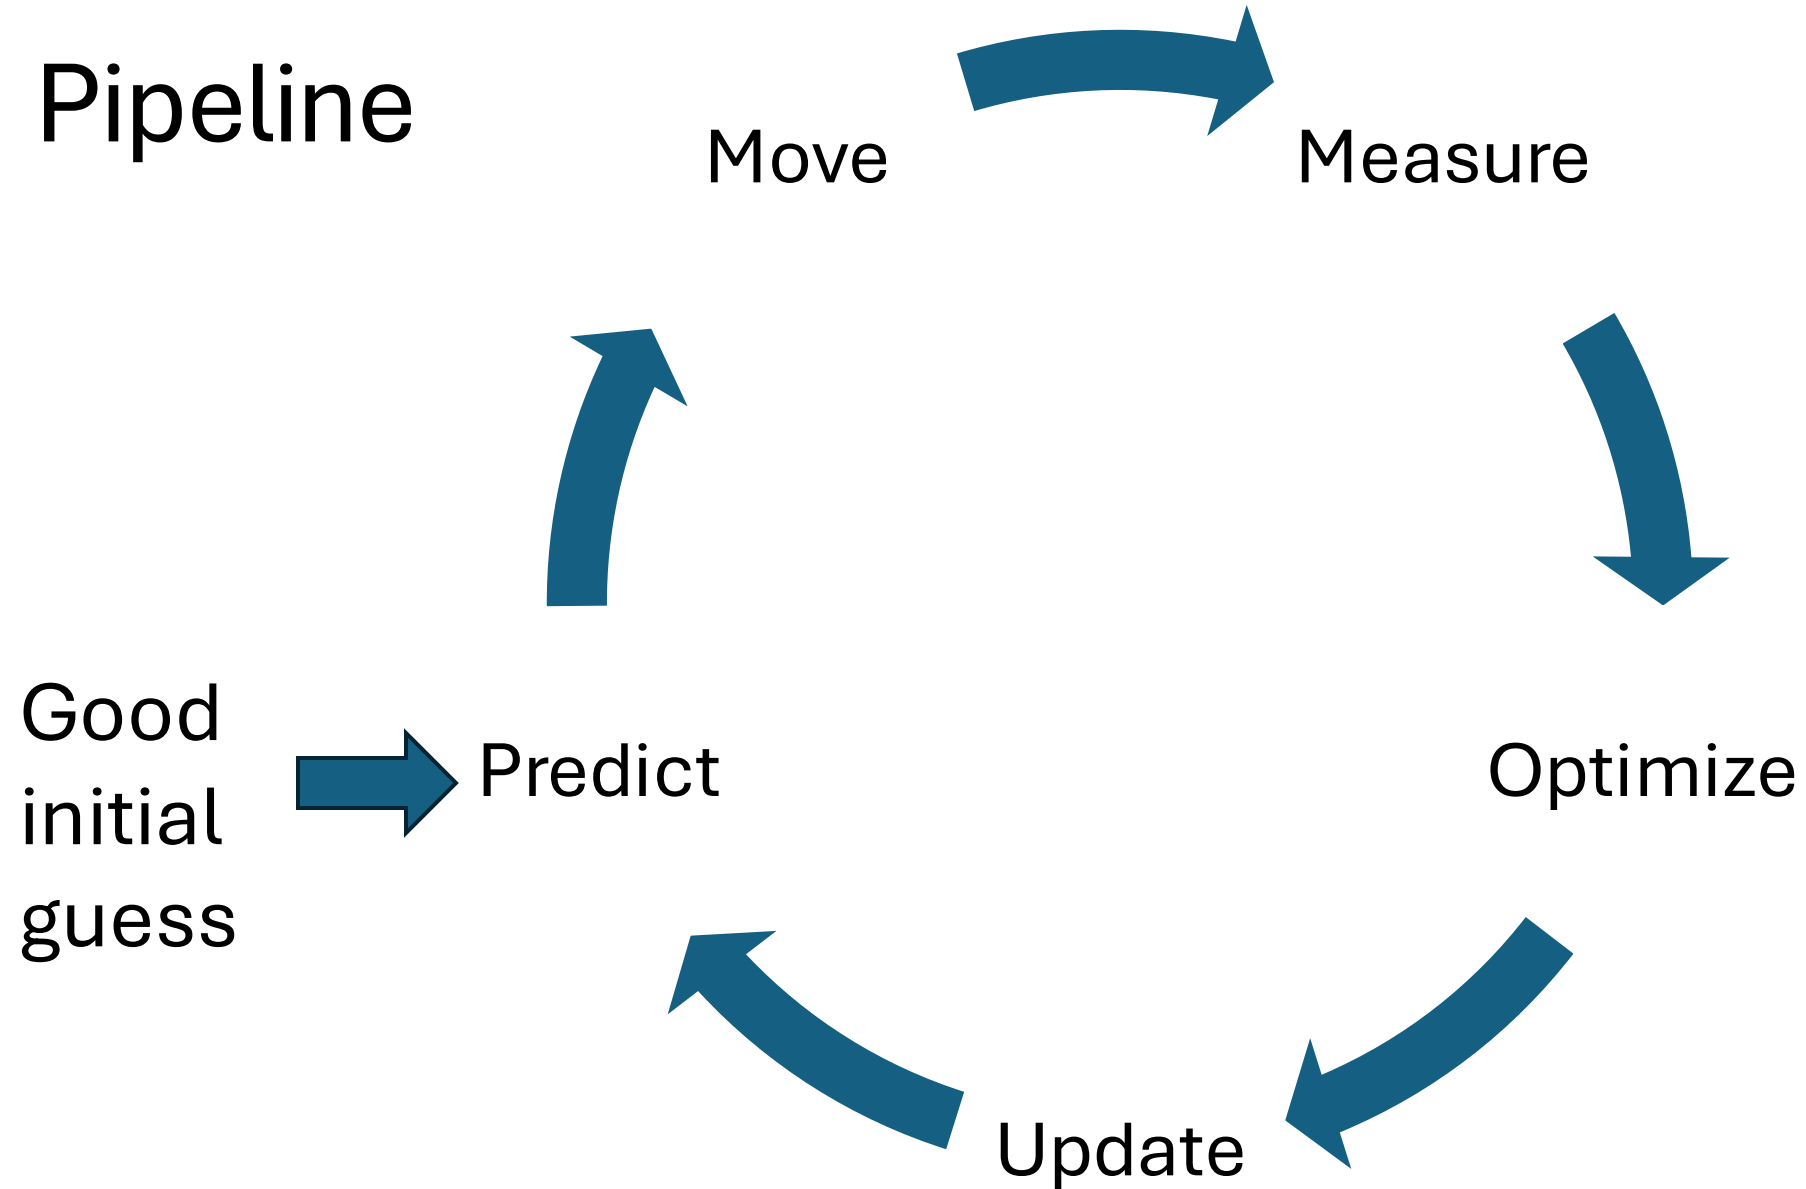 Pipeline
Move
Measure
Good
initial
guess
Predict
Optimize
Update